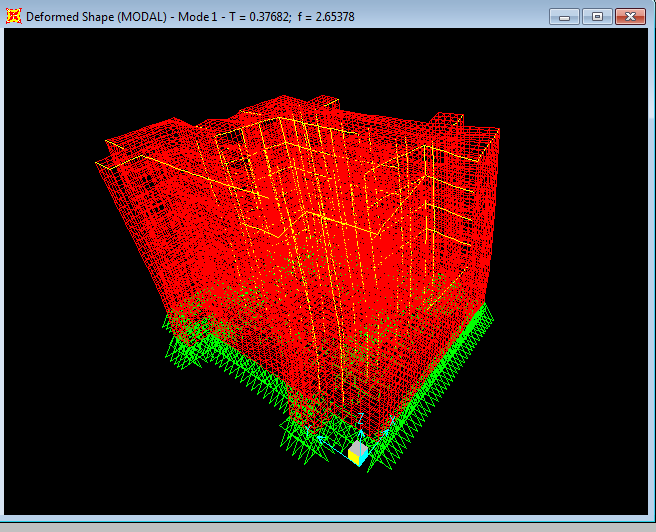 Deformed Shape (MODAL) - Mode 1 - T = 0.37682;  f = 2.65378
Z